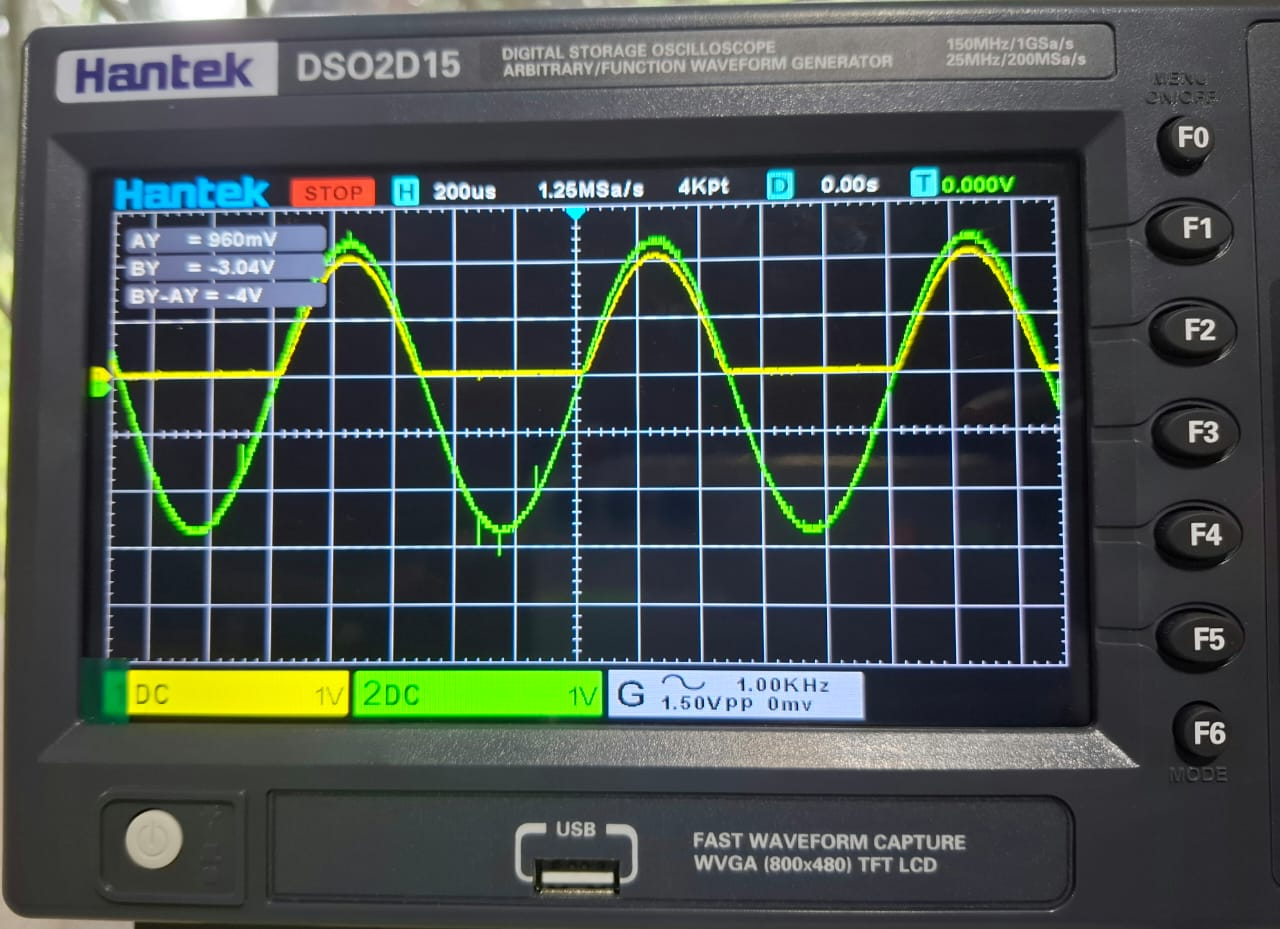 Hantek DSO2D15 DIGITAL STORAGE OSCILLOSCOPE 150MHz/1GSa/s
ARBITRARY/FUNCTION WAVEFORM GENERATOR 25MHz/200MSa/s
MENU
ON/OFF
F0
Hantek STOP H 200us 1.25MSa/s 4Kpt D 0.00s T 0.000V
AY = 960mV
BY = -3.04V
BY-AY = -4V
F1
F2
F3
F4
F5
1 DC 1V 2DC 1V G 1.00KHz
1.50Vpp 0mv
F6
MODE
USB
FAST WAVEFORM CAPTURE
WVGA (800x480) TFT LCD